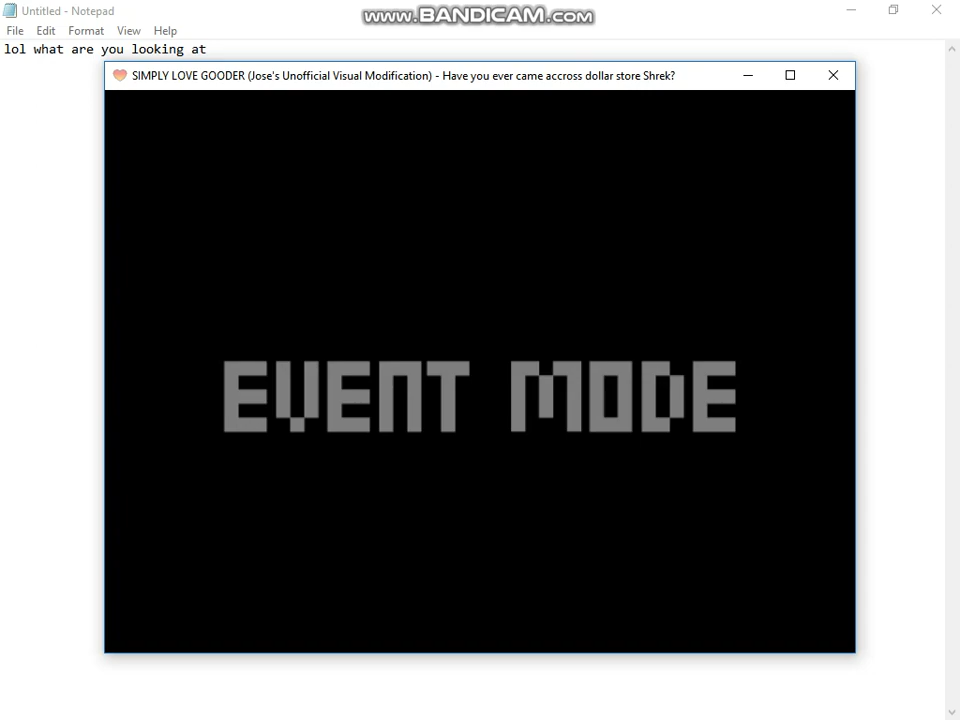 Untitled - Notepad
www.BANDICAM.com
File Edit Format View Help
lol what are you looking at
SIMPLY LOVE GOODER (Jose's Unofficial Visual Modification) - Have you ever came accross dollar store Shrek?
EVENT MODE